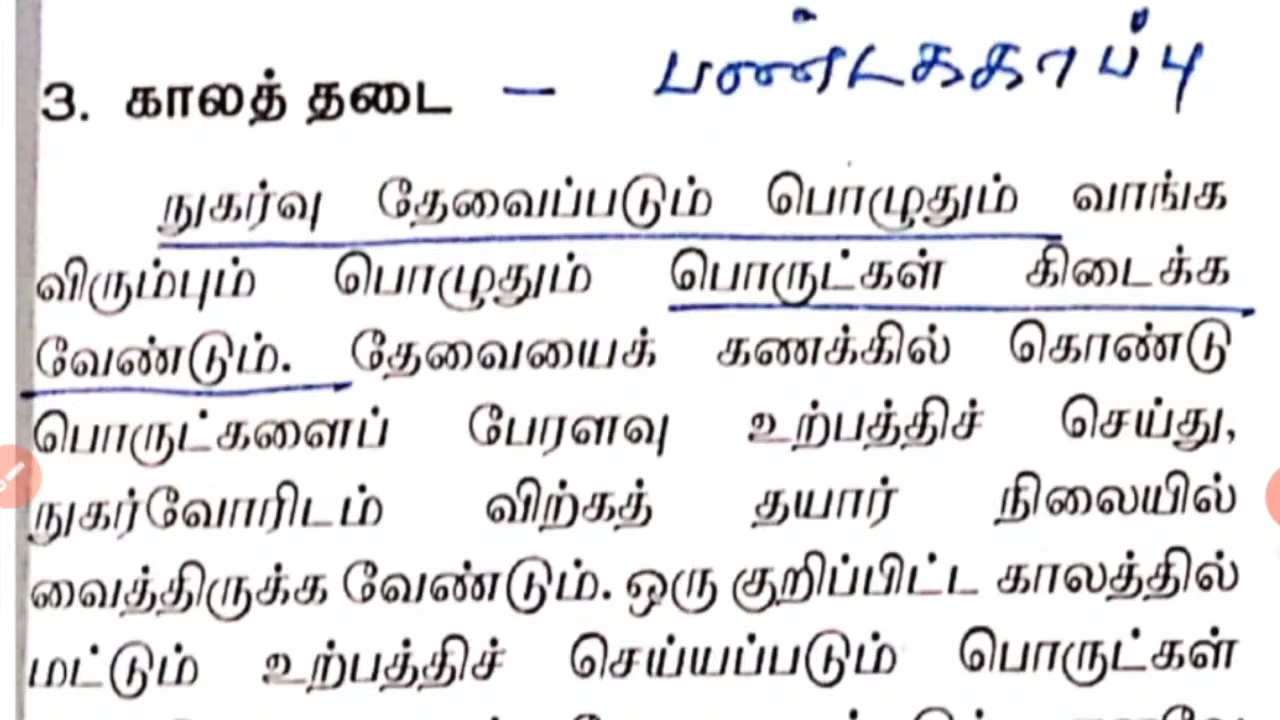 3. காலத் தடை – பண்டககாப்பு
நுகர்வு தேவைப்படும் பொழுதும் வாங்க
விரும்பும் பொழுதும் பொருட்கள் கிடைக்க
வேண்டும். தேவையைக் கணக்கில் கொண்டு
பொருட்களைப் பேரளவு உற்பத்திச் செய்து,
நுகர்வோரிடம் விற்கத் தயார் நிலையில்
வைத்திருக்க வேண்டும். ஒரு குறிப்பிட்ட காலத்தில்
மட்டும் உற்பத்திச் செய்யப்படும் பொருட்கள்